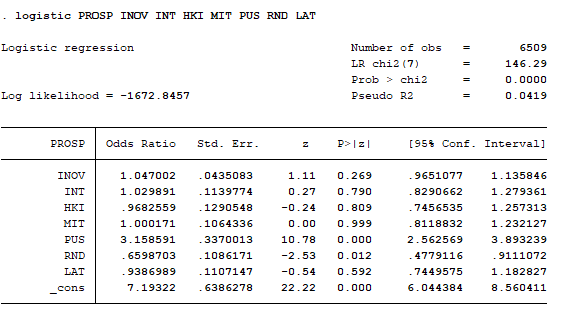 . logistic PROSP INOV INT HKI MIT PUS RND LAT
Logistic regression Number of obs = 6509
LR chi2(7) = 146.29
Prob > chi2 = 0.0000
Log likelihood = -1672.8457 Pseudo R2 = 0.0419
PROSP Odds Ratio Std. Err. z P>|z| [95% Conf. Interval]
INOV 1.047002 .0435083 1.11 0.269 .9651077 1.135846
INT 1.029891 .1139774 0.27 0.790 .8290662 1.279361
HKI .9682559 .1290548 -0.24 0.809 .7456535 1.257313
MIT 1.000171 .1064336 0.00 0.999 .8118832 1.232127
PUS 3.158591 .3370013 10.78 0.000 2.562569 3.893239
RND .6598703 .1086171 -2.53 0.012 .4779116 .9111072
LAT .9386989 .1107147 -0.54 0.592 .7449575 1.182827
_cons 7.19322 .6386278 22.22 0.000 6.044384 8.560411